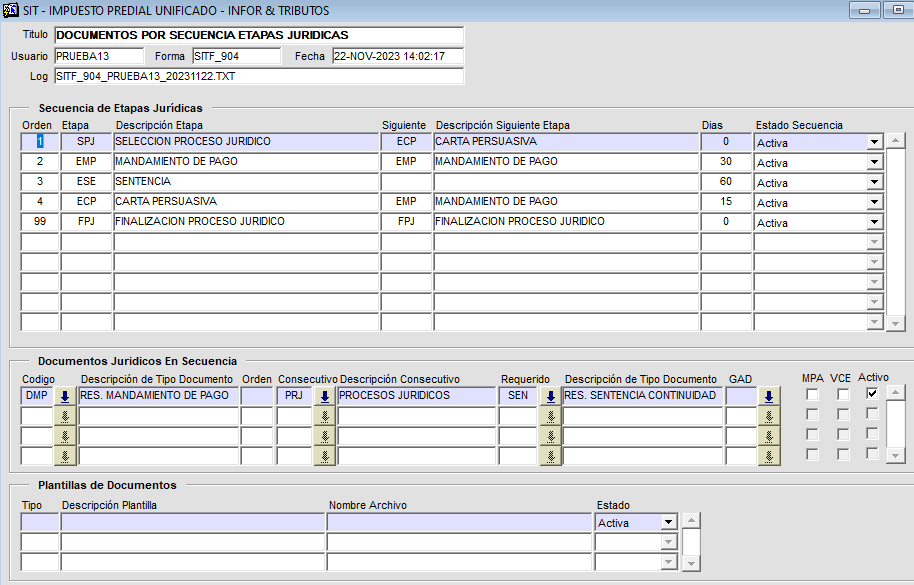 SIT - IMPUESTO PREDIAL UNIFICADO - INFOR & TRIBUTOS
Titulo DOCUMENTOS POR SECUENCIA ETAPAS JURIDICAS
Usuario PRUEBA13 Forma SITF_904 Fecha 22-NOV-2023 14:02:17
Log SITF_904_PRUEBA13_20231122.TXT
Secuencia de Etapas Jurídicas
Orden Etapa Descripción Etapa Siguiente Descripción Siguiente Etapa Dias Estado Secuencia
1 SPJ SELECCION PROCESO JURIDICO ECP CARTA PERSUASIVA 0 Activa
2 EMP MANDAMIENTO DE PAGO EMP MANDAMIENTO DE PAGO 30 Activa
3 ESE SENTENCIA 60 Activa
4 ECP CARTA PERSUASIVA EMP MANDAMIENTO DE PAGO 15 Activa
99 FPJ FINALIZACION PROCESO JURIDICO FPJ FINALIZACION PROCESO JURIDICO 0 Activa
Documentos Juridicos En Secuencia
Codigo Descripción de Tipo Documento Orden Consecutivo Descripción Consecutivo Requerido Descripción de Tipo Documento GAD MPA VCE Activo
DMP RES. MANDAMIENTO DE PAGO PRJ PROCESOS JURIDICOS SEN RES. SENTENCIA CONTINUIDAD
Plantillas de Documentos
Tipo Descripción Plantilla Nombre Archivo Estado
Activa